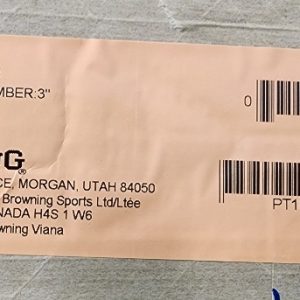 MBER:3"
0
G®
CE, MORGAN, UTAH 84050
Browning Sports Ltd/Ltée
NADA H4S 1 W6
wning Viana
PT1